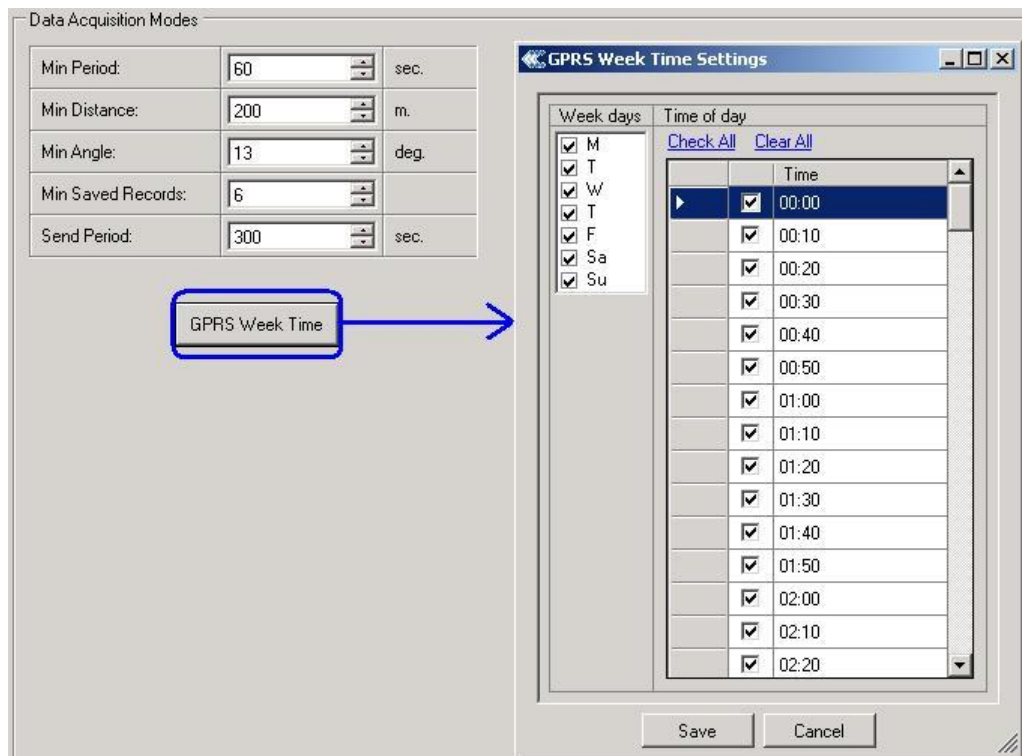 Data Acquisition Modes
Min Period: 60 sec.
Min Distance: 200 m.
Min Angle: 13 deg.
Min Saved Records: 6
Send Period: 300 sec.
GPRS Week Time
GPRS Week Time Settings
Week days
M
T
W
T
F
Sa
Su
Time of day
Check All Clear All
Time
00:00
00:10
00:20
00:30
00:40
00:50
01:00
01:10
01:20
01:30
01:40
01:50
02:00
02:10
02:20
Save Cancel